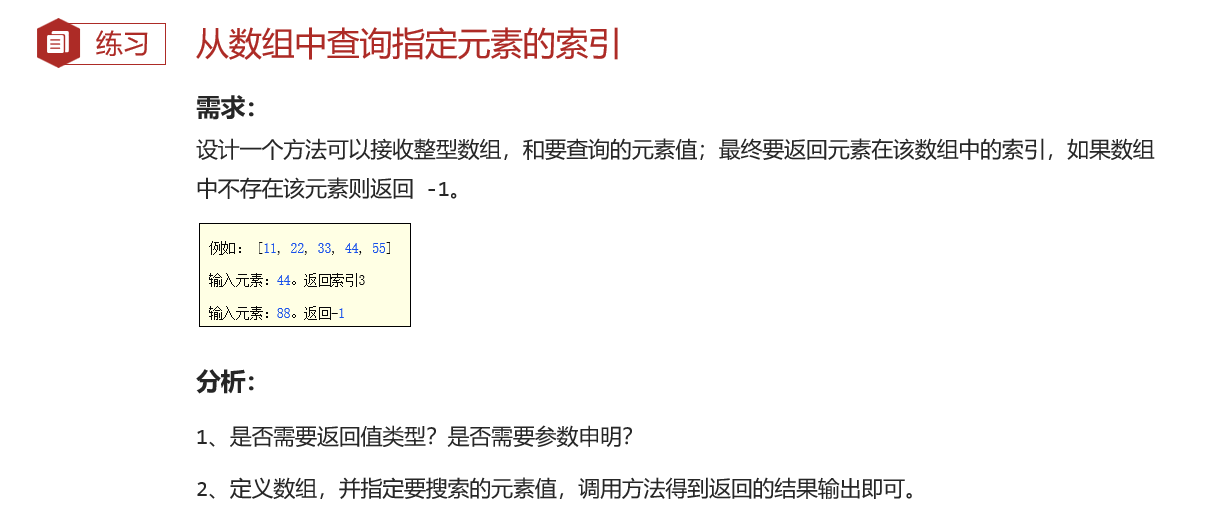 练习
从数组中查询指定元素的索引
需求：
设计一个方法可以接收整型数组，和要查询的元素值；最终要返回元素在该数组中的索引，如果数组
中不存在该元素则返回 -1。
例如： [11, 22, 33, 44, 55]
输入元素：44。返回索引3
输入元素：88。返回-1
分析：
1、是否需要返回值类型？是否需要参数申明？
2、定义数组，并指定要搜索的元素值，调用方法得到返回的结果输出即可。